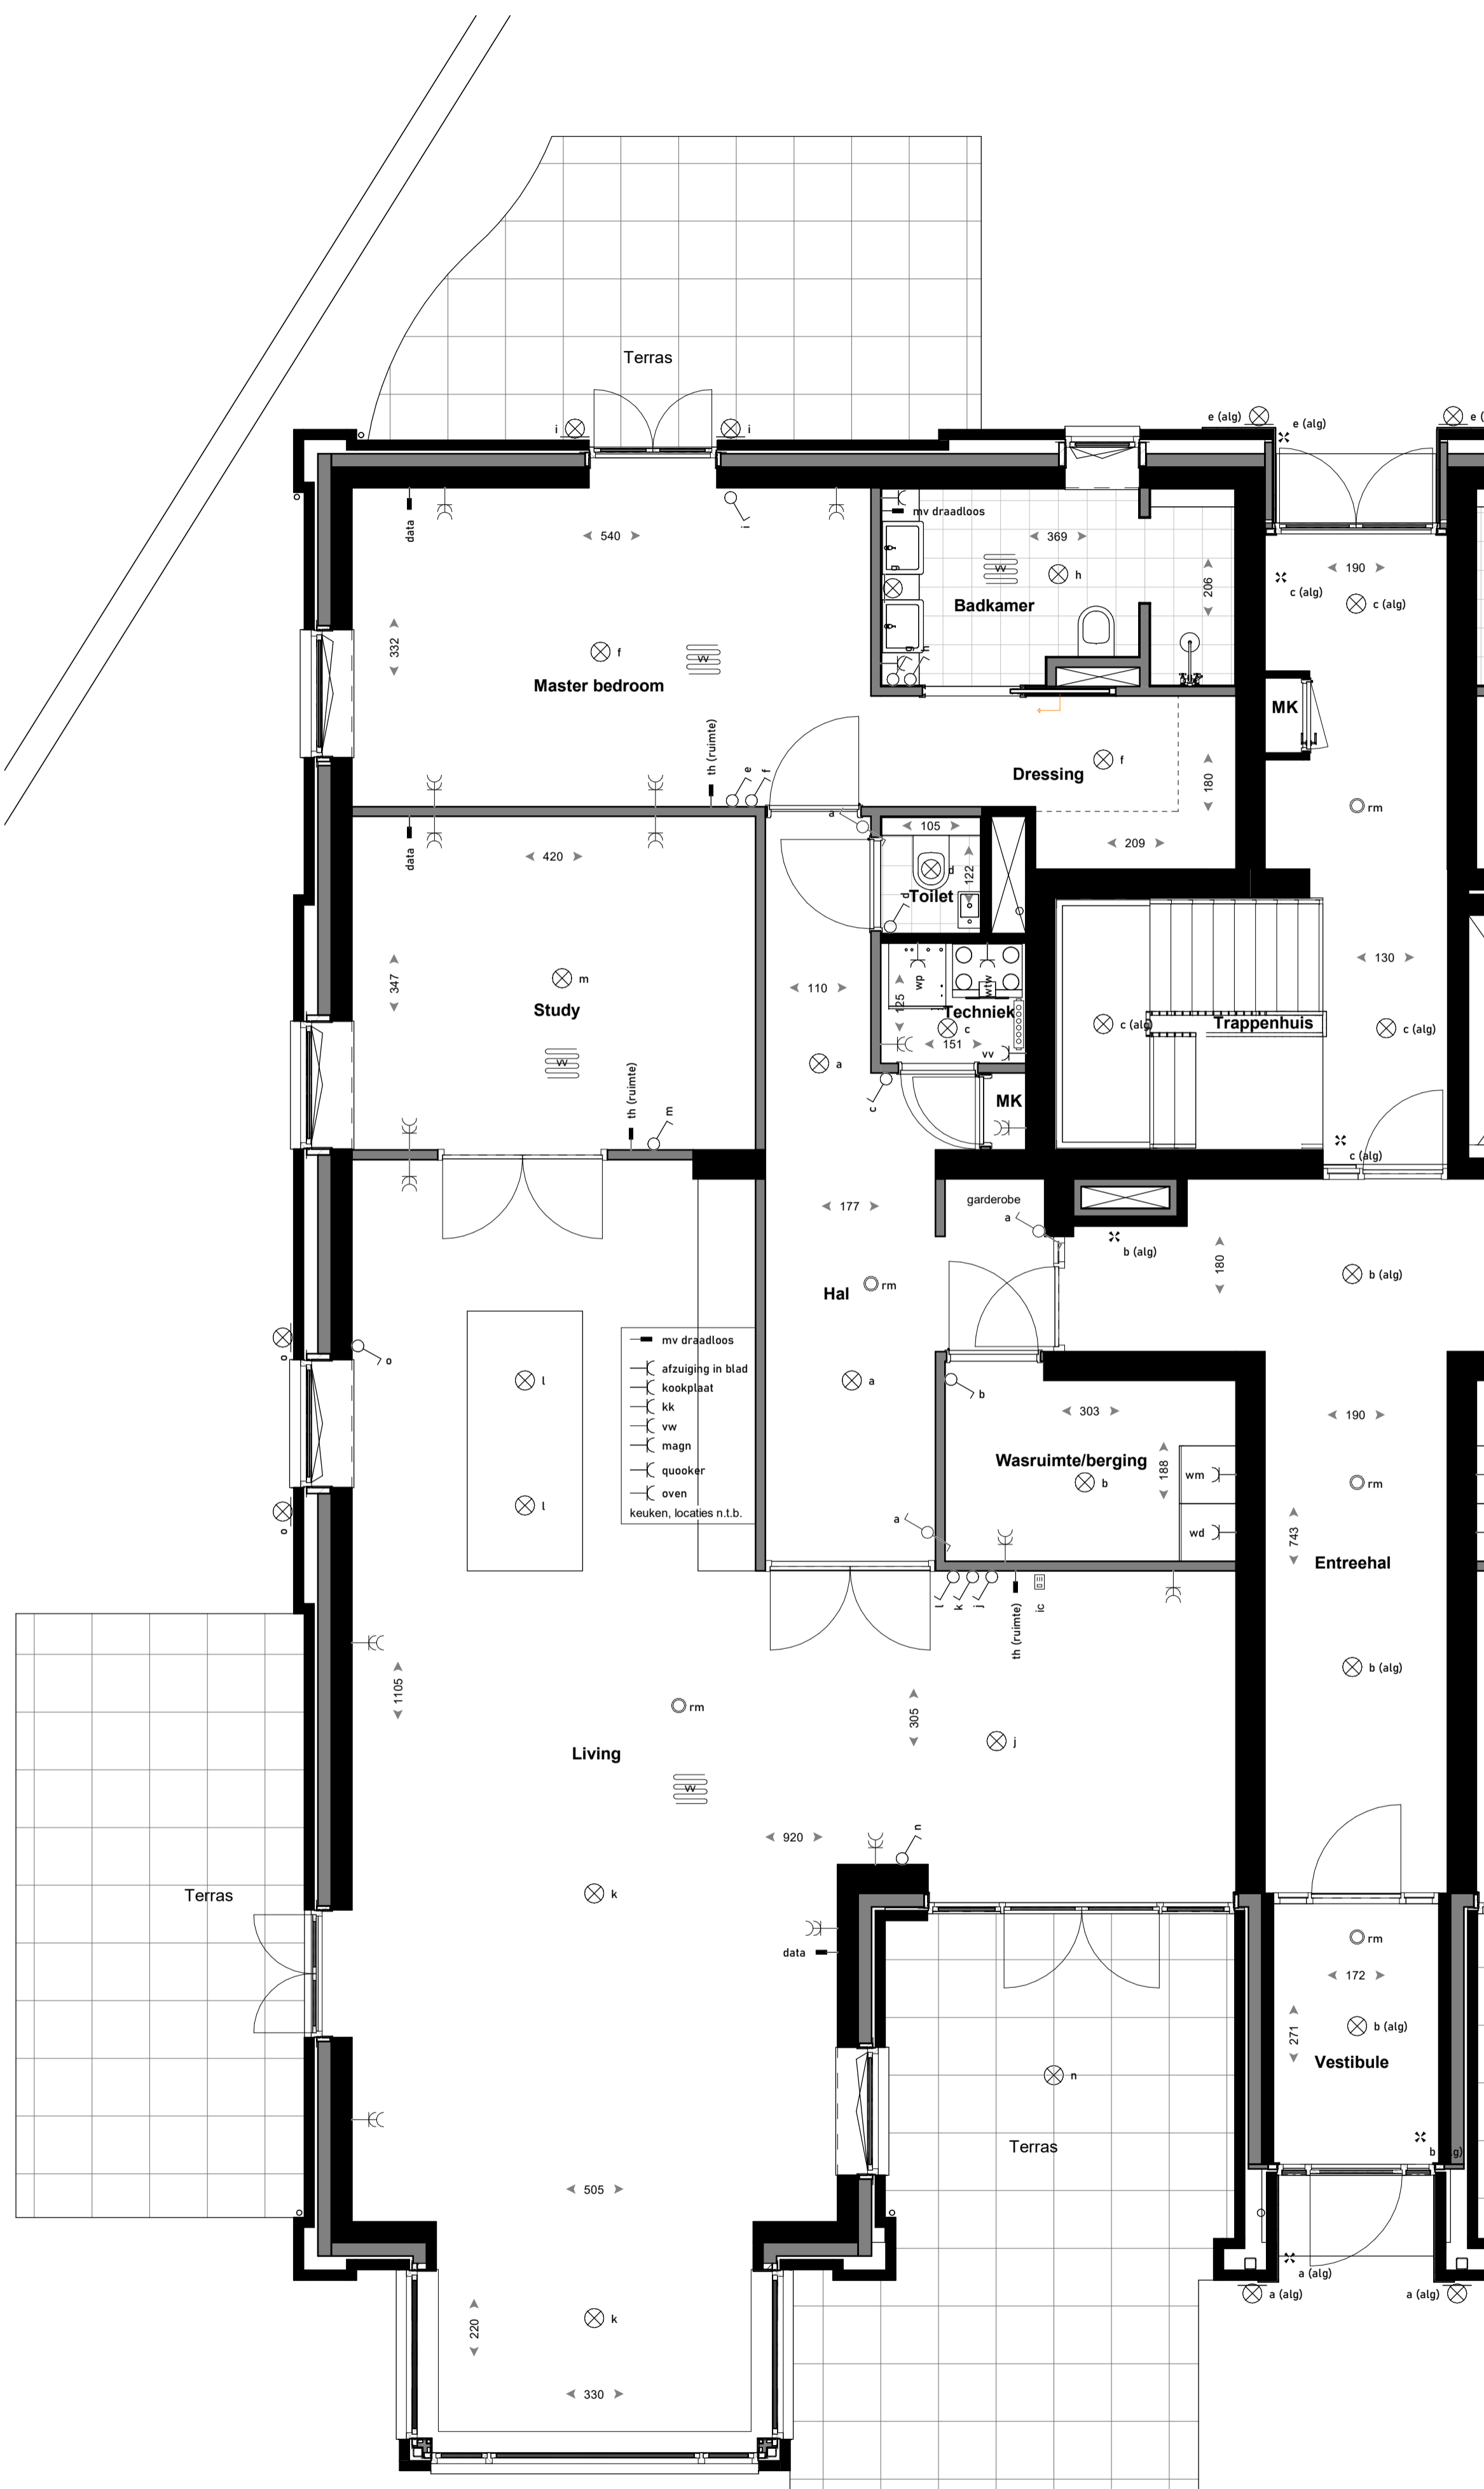 Terras
e (alg)
e (alg)
e (
i
i
data
i
mv draadloos
540
369
190
g
h
206
c (alg)
c (alg)
Badkamer
332
f
g
h
Master bedroom
MK
th (ruimte)
e
f
f
Dressing
180
rm
a
105
data
420
209
d
122
Toilet
d
347
m
wp
wtw
130
110
125
Study
Techniek
c
c (alg)
Trappenhuis
c (alg)
151
vv
a
th (ruimte)
m
c
MK
c (alg)
garderobe
177
a
b (alg)
180
b (alg)
rm
Hal
mv draadloos
o
o
afzuiging in blad
kookplaat
l
a
kk
b
vw
303
190
magn
Wasruimte/berging
188
quooker
wm
b
rm
oven
l
keuken, locaties n.t.b.
a
o
wd
743
Entreehal
l
k
j
th (ruimte)
ic
1105
b (alg)
rm
305
j
Living
920
n
Terras
k
rm
data
172
271
n
b (alg)
Vestibule
Terras
b
g)
505
a (alg)
a (alg)
a (alg)
k
220
330